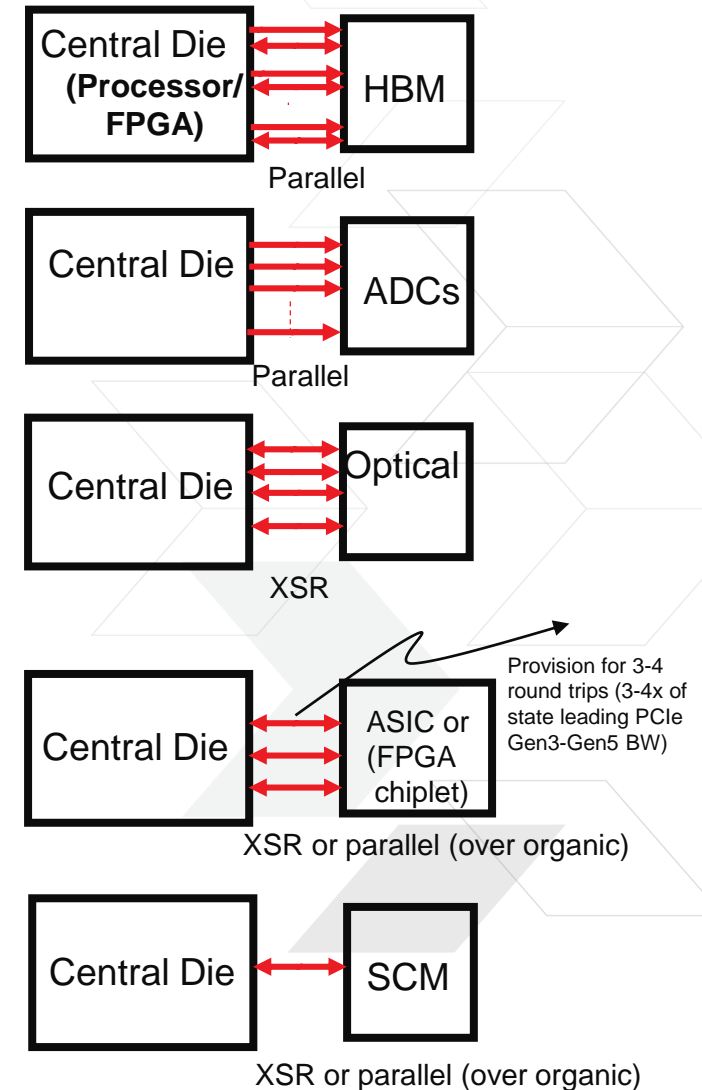 Central Die
(Processor/
FPGA)
HBM
Parallel
Central Die
ADCs
Parallel
Central Die
Optical
XSR
Provision for 3-4
round trips (3-4x of
state leading PCIe
Gen3-Gen5 BW)
Central Die
ASIC or
(FPGA
chiplet)
XSR or parallel (over organic)
Central Die
SCM
XSR or parallel (over organic)